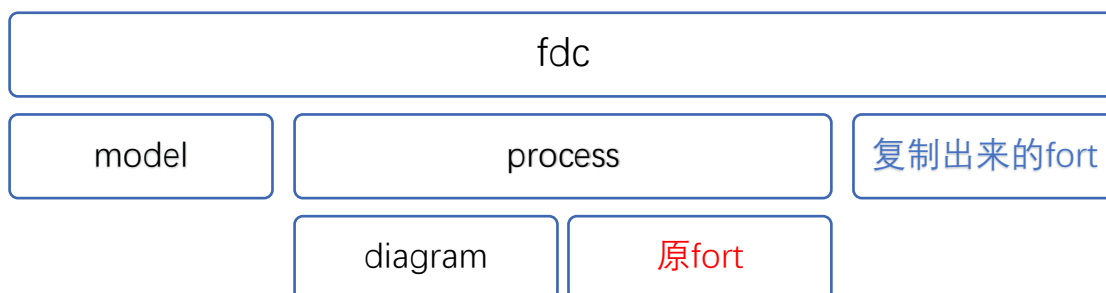 fdc
model
process
复制出来的fort
diagram
原fort